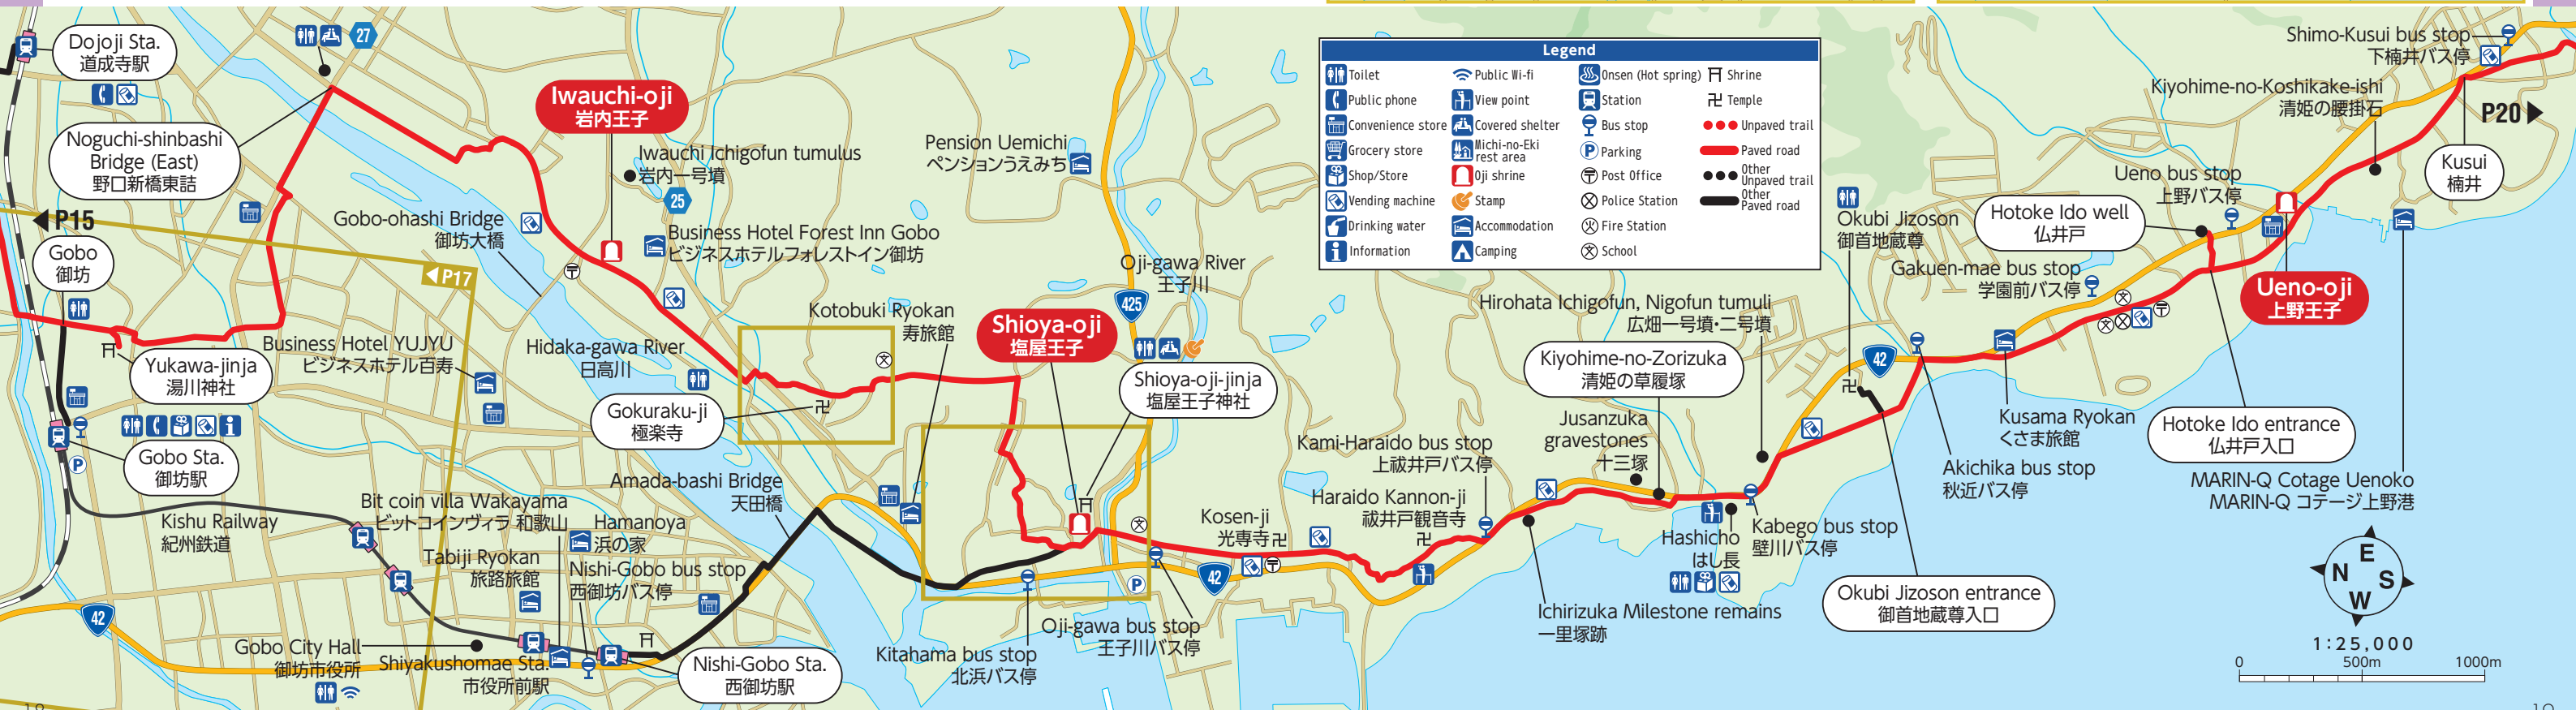 Dojoji Sta.
道成寺駅
27
Noguchi-shinbashi
Bridge (East)
野口新橋東詰
P15
Gobo
御坊
Yukawa-jinja
湯川神社
Gobo Sta.
御坊駅
P
Kishu Railway
紀州鉄道
42
Gobo City Hall
御坊市役所
Shiyakushomae Sta.
市役所前駅
Iwauchi-oji
岩内王子
Iwauchi Ichigofun tumulus
岩内一号墳
25
Gobo-ohashi Bridge
御坊大橋
P17
Business Hotel Forest Inn Gobo
ビジネスホテルフォレストイン御坊
Business Hotel YUJYU
ビジネスホテル百寿
Hidaka-gawa River
日高川
Gokuraku-ji
極楽寺
Amada-bashi Bridge
天田橋
Bit coin villa Wakayama
ビットコインヴィラ 和歌山
Hamanoya
浜の家
Tabiji Ryokan
旅路旅館
Nishi-Gobo bus stop
西御坊バス停
Nishi-Gobo Sta.
西御坊駅
Pension Uemichi
ペンションうえみち
Kotobuki Ryokan
寿旅館
Shioya-oji
塩屋王子
Oji-gawa River
王子川
425
Shioya-oji-jinja
塩屋王子神社
Kitahama bus stop
北浜バス停
Oji-gawa bus stop
王子川バス停
P
42
Kosen-ji
光専寺
Haraido Kannon-ji
祓井戸観音寺
Kami-Haraido bus stop
上祓井戸バス停
Legend
Toilet
Public phone
Convenience store
Grocery store
Shop/Store
Vending machine
Drinking water
Information
Public Wi-fi
View point
Covered shelter
Michi-no-Eki
rest area
Oji shrine
Stamp
Accommodation
Camping
Onsen (Hot spring)
Station
Bus stop
Parking
Post Office
Police Station
Fire Station
School
Shrine
Temple
Unpaved trail
Paved road
Other
Unpaved trail
Other
Paved road
Hirohata Ichigofun, Nigofun tumuli
広畑一号墳・二号墳
Kiyohime-no-Zorizuka
清姫の草履塚
Jusanzuka
gravestones
十三塚
Hashicho
はし長
Kabego bus stop
壁川バス停
Ichirizuka Milestone remains
一里塚跡
Okubi Jizoson
御首地蔵尊
42
Okubi Jizoson entrance
御首地蔵尊入口
Gakuen-mae bus stop
学園前バス停
Kusama Ryokan
くさま旅館
Akichika bus stop
秋近バス停
Hotoke Ido well
仏井戸
Ueno bus stop
上野バス停
Hotoke Ido entrance
仏井戸入口
Ueno-oji
上野王子
MARIN-Q Cotage Uenoko
MARIN-Q コテージ上野港
Shimo-Kusui bus stop
下楠井バス停
Kiyohime-no-Koshikake-ishi
清姫の腰掛石
P20
Kusui
楠井
E
N S
W
1:25,000
0 500m 1000m